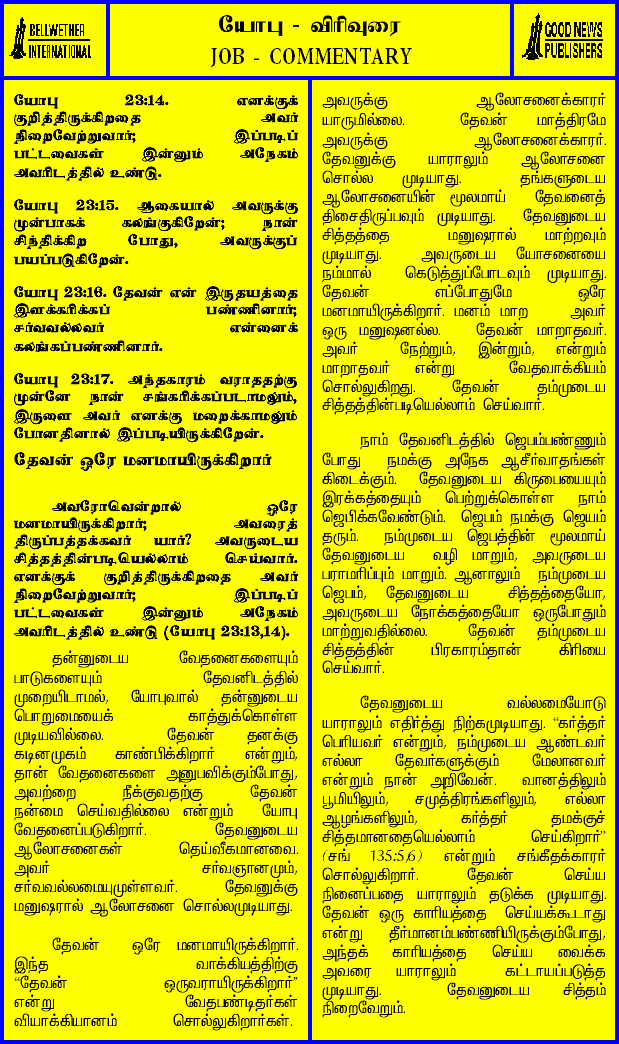 BELLWETHER
INTERNATIONAL
யோபு - விரிவுரை
JOB - COMMENTARY
GOOD NEWS
PUBLISHERS
யோபு 23:14. எனக்குக்
குறித்திருக்கிறதை அவர்
நிறைவேற்றுவார்; இப்படிப்
பட்டவைகள் இன்னும் அநேகம்
அவரிடத்தில் உண்டு.
யோபு 23:15. ஆகையால் அவருக்கு
முன்பாகக் கலங்குகிறேன்; நான்
சிந்திக்கிற போது, அவருக்குப்
பயப்படுகிறேன்.
யோபு 23:16. தேவன் என் இருதயத்தை
இளக்கரிக்கப் பண்ணினார்;
சர்வவல்லவர் என்னைக்
கலங்கப்பண்ணினார்.
யோபு 23:17. அந்தகாரம் வராததற்கு
முன்னே நான் சங்கரிக்கப்படாமலும்,
இருளை அவர் எனக்கு மறைக்காமலும்
போனதினால் இப்படியிருக்கிறேன்.
தேவன் ஒரே மனமாயிருக்கிறார்
அவரோவென்றால் ஒரே
மனமாயிருக்கிறார்; அவரைத்
திருப்பத்தக்கவர் யார்? அவருடைய
சித்தத்தின்படியெல்லாம் செய்வார்.
எனக்குக் குறித்திருக்கிறதை அவர்
நிறைவேற்றுவார்; இப்படிப்
பட்டவைகள் இன்னும் அநேகம்
அவரிடத்தில் உண்டு (யோபு 23:13,14).
தன்னுடைய வேதனைகளையும்
பாடுகளையும் தேவனிடத்தில்
முறையிடாமல், யோபுவால் தன்னுடைய
பொறுமையைக் காத்துக்கொள்ள
முடியவில்லை. தேவன் தனக்கு
கடினமுகம் காண்பிக்கிறார் என்றும்,
தான் வேதனைகளை அனுபவிக்கும்போது,
அவற்றை நீக்குவதற்கு தேவன்
நன்மை செய்வதில்லை என்றும் யோபு
வேதனைப்படுகிறார். தேவனுடைய
ஆலோசனைகள் தெய்வீகமானவை.
அவர் சர்வஞானமும்,
சர்வவல்லமையுமுள்ளவர். தேவனுக்கு
மனுஷரால் ஆலோசனை சொல்லமுடியாது.
தேவன் ஒரே மனமாயிருக்கிறார்.
இந்த வாக்கியத்திற்கு
“தேவன் ஒருவராயிருக்கிறார்”
என்று வேதபண்டிதர்கள்
வியாக்கியானம் சொல்லுகிறார்கள்.
அவருக்கு ஆலோசனைக்காரர்
யாருமில்லை. தேவன் மாத்திரமே
அவருக்கு ஆலோசனைக்காரர்.
தேவனுக்கு யாராலும் ஆலோசனை
சொல்ல முடியாது. தங்களுடைய
ஆலோசனையின் மூலமாய் தேவனைத்
திசைதிருப்பவும் முடியாது. தேவனுடைய
சித்தத்தை மனுஷரால் மாற்றவும்
முடியாது. அவருடைய யோசனையை
நம்மால் கெடுத்துப்போடவும் முடியாது.
தேவன் எப்போதுமே ஒரே
மனமாயிருக்கிறார். மனம் மாற அவர்
ஒரு மனுஷனல்ல. தேவன் மாறாதவர்.
அவர் நேற்றும், இன்றும், என்றும்
மாறாதவர் என்று வேதவாக்கியம்
சொல்லுகிறது. தேவன் தம்முடைய
சித்தத்தின்படியெல்லாம் செய்வார்.
நாம் தேவனிடத்தில் ஜெபம்பண்ணும்
போது நமக்கு அநேக ஆசீர்வாதங்கள்
கிடைக்கும். தேவனுடைய கிருபையையும்
இரக்கத்தையும் பெற்றுக்கொள்ள நாம்
ஜெபிக்கவேண்டும். ஜெபம் நமக்கு ஜெயம்
தரும். நம்முடைய ஜெபத்தின் மூலமாய்
தேவனுடைய வழி மாறும், அவருடைய
பராமரிப்பும் மாறும். ஆனாலும் நம்முடைய
ஜெபம், தேவனுடைய சித்தத்தையோ,
அவருடைய நோக்கத்தையோ ஒருபோதும்
மாற்றுவதில்லை. தேவன் தம்முடைய
சித்தத்தின் பிரகாரம்தான் கிரியை
செய்வார்.
தேவனுடைய வல்லமையோடு
யாராலும் எதிர்த்து நிற்கமுடியாது. “கர்த்தர்
பெரியவர் என்றும், நம்முடைய ஆண்டவர்
எல்லா தேவர்களுக்கும் மேலானவர்
என்றும் நான் அறிவேன். வானத்திலும்
பூமியிலும், சமுத்திரங்களிலும், எல்லா
ஆழங்களிலும், கர்த்தர் தமக்குச்
சித்தமானதையெல்லாம் செய்கிறார்”
(சங் 135:5,6) என்றும் சங்கீதக்காரர்
சொல்லுகிறார். தேவன் செய்ய
நினைப்பதை யாராலும் தடுக்க முடியாது.
தேவன் ஒரு காரியத்தை செய்யக்கூடாது
என்று தீர்மானம்பண்ணியிருக்கும்போது,
அந்தக் காரியத்தை செய்ய வைக்க
அவரை யாராலும் கட்டாயப்படுத்த
முடியாது. தேவனுடைய சித்தம்
நிறைவேறும்.